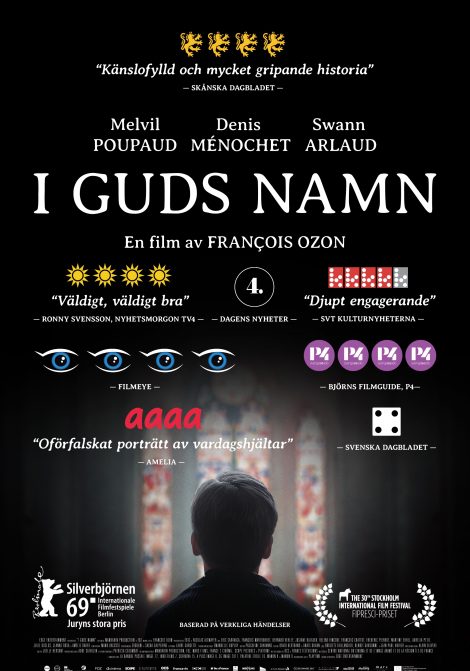 “Känslofylld och mycket gripande historia”
— SKÅNSKA DAGBLADET —
Melvil Denis Swann
POUPAUD MÉNOCHET ARLAUD
I GUDS NAMN
En film av FRANÇOIS OZON
4.
“Väldigt, väldigt bra”
“Djupt engagerande”
— RONNY SVENSSON, NYHETSMORGON TV4 —
— DAGENS NYHETER —
— SVT KULTURNYHETERNA —
P4 P4 P4 P4
— FILMEYE —
— BJÖRNS FILMGUIDE, P4—
aaaa
“Oförfalskat porträtt av vardagshjältar”
— AMELIA —
— SVENSKA DAGBLADET —
Berlinale
Silverbjörnen
69 Internationale
Filmfestspiele
Berlin
Juryns stora pris
BASERAD PÅ VERKLIGA HÄNDELSER
THE 30th STOCKHOLM
INTERNATIONAL FILM FESTIVAL
FIPRESCI-PRISET